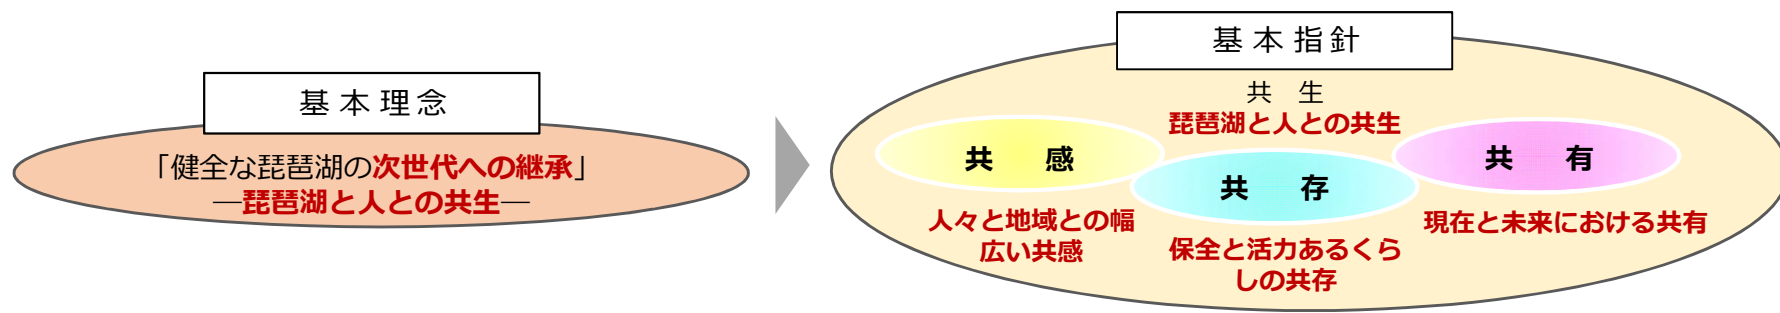 基本理念
「健全な琵琶湖の次世代への継承」
―琵琶湖と人との共生―
基本指針
共 生
琵琶湖と人との共生
共 感
人々と地域との幅
広い共感
共 存
保全と活力あるくら
しの共存
共 有
現在と未来における共有